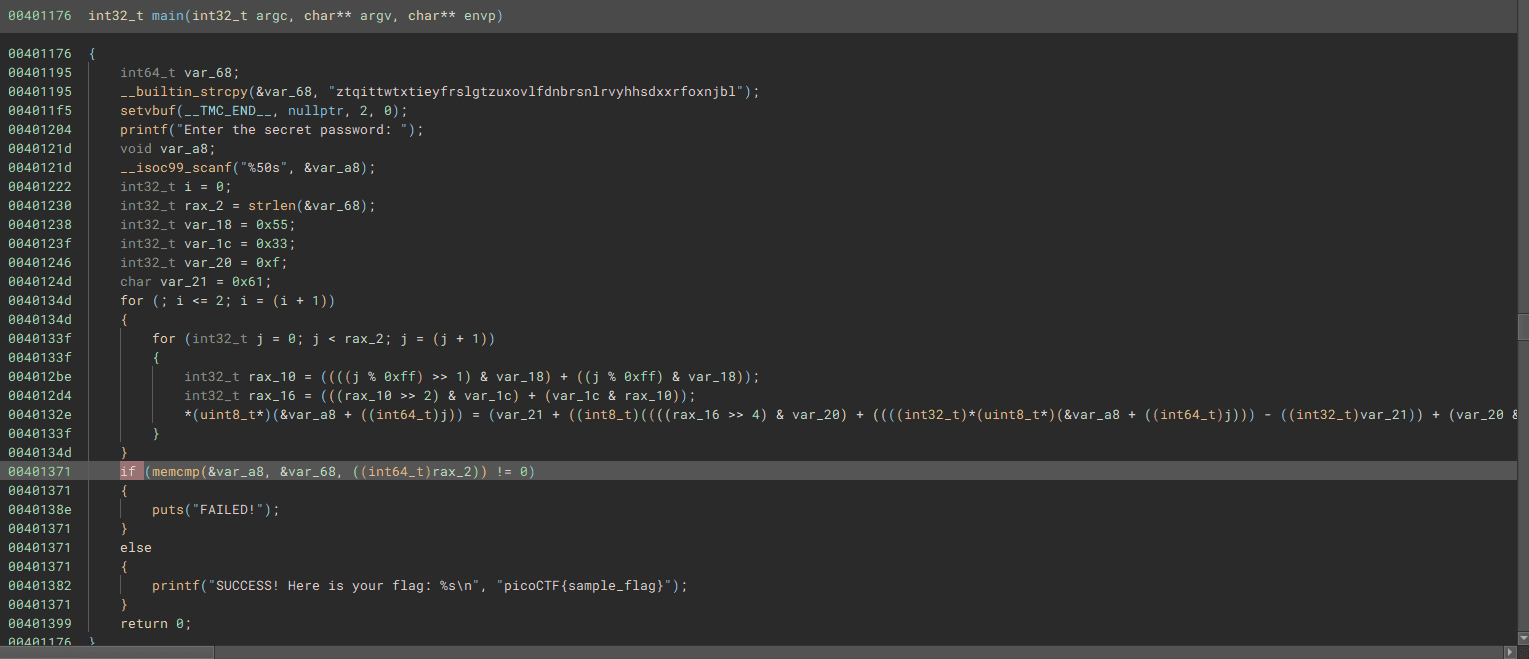 00401176 int32_t main(int32_t argc, char** argv, char** envp)
00401176 {
00401195 int64_t var_68;
00401195 __builtin_strcpy(&var_68, "ztqittwtxtieyfrslgtzuxovlfdnbrsnlrvyhhsdxxrfoxnjbl");
004011f5 setvbuf(__TMC_END__, nullptr, 2, 0);
00401204 printf("Enter the secret password: ");
0040121d void var_a8;
0040121d __isoc99_scanf("%50s", &var_a8);
00401222 int32_t i = 0;
00401230 int32_t rax_2 = strlen(&var_68);
00401238 int32_t var_18 = 0x55;
0040123f int32_t var_1c = 0x33;
00401246 int32_t var_20 = 0xf;
0040124d char var_21 = 0x61;
0040134d for (; i <= 2; i = (i + 1))
0040134d {
0040133f for (int32_t j = 0; j < rax_2; j = (j + 1))
0040133f {
004012be int32_t rax_10 = ((((j % 0xff) >> 1) & var_18) + ((j % 0xff) & var_18));
004012d4 int32_t rax_16 = (((rax_10 >> 2) & var_1c) + (var_1c & rax_10));
0040132e *(uint8_t*)(&var_a8 + ((int64_t)j)) = (var_21 + ((int8_t)((((rax_16 >> 4) & var_20) + ((((int32_t)*(uint8_t*)(&var_a8 + ((int64_t)j))) - ((int32_t)var_21)) + (var_20 &
0040133f }
0040134d }
00401371 if (memcmp(&var_a8, &var_68, ((int64_t)rax_2)) != 0)
00401371 {
0040138e puts("FAILED!");
00401371 }
00401371 else
00401371 {
00401382 printf("SUCCESS! Here is your flag: %s\n", "picoCTF{sample_flag}");
00401371 }
00401399 return 0;
00401176 }